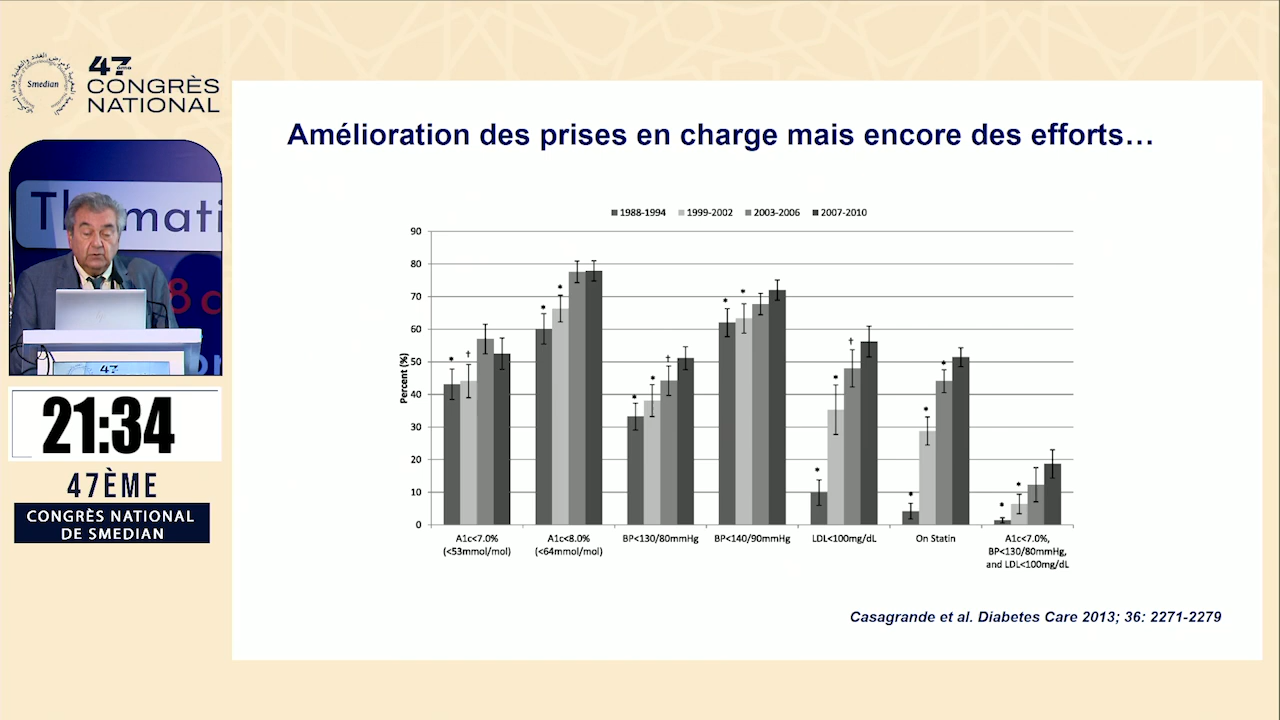 47ème
CONGRÈS
NATIONAL
Smedian
Amélioration des prises en charge mais encore des efforts…
1988-1994 1999-2002 2003-2006 2007-2010
Percent (%)
90
80
70
60
50
40
30
20
10
0
* † * * * * † * * * * † * * * * *
A1c<7.0%
(<53mmol/mol)
A1c<8.0%
(<64mmol/mol)
BP<130/80mmHg
BP<140/90mmHg
LDL<100mg/dL
On Statin
A1c<7.0%,
BP<130/80mmHg,
and LDL<100mg/dL
Casagrande et al. Diabetes Care 2013; 36: 2271-2279
47
21:34
47ÈME
CONGRÈS NATIONAL
DE SMEDIAN